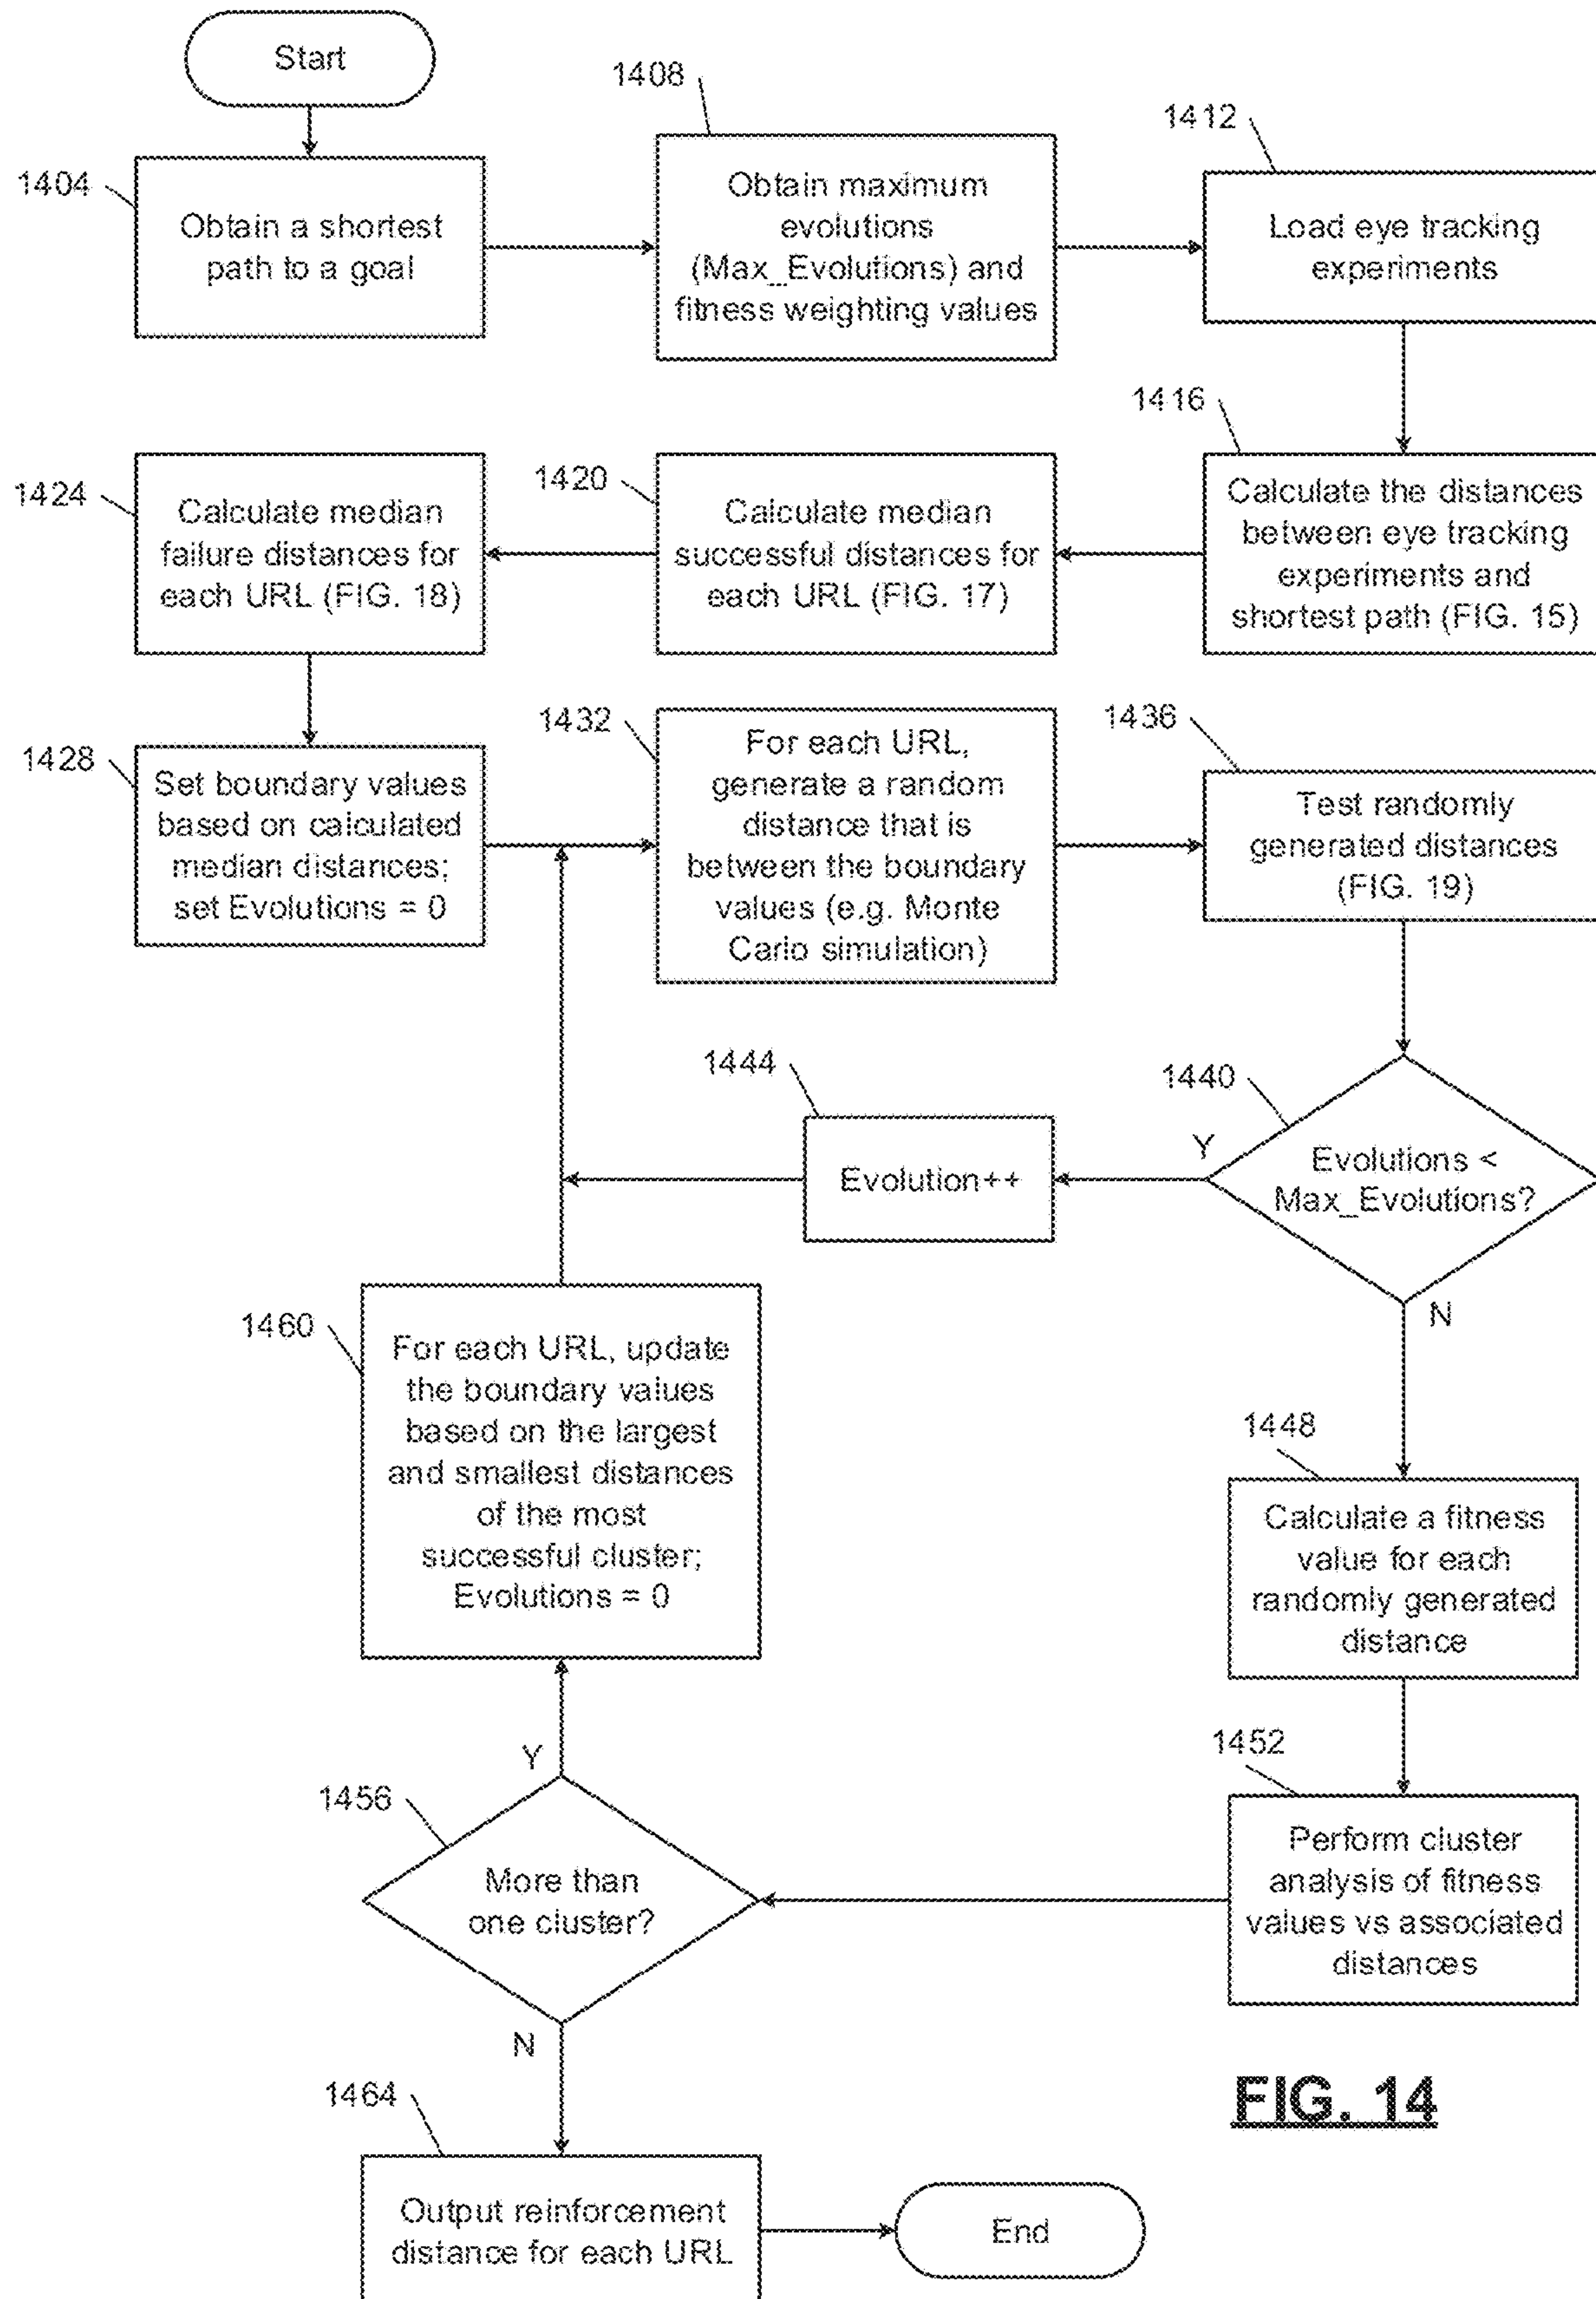 Start
1404
Obtain a shortest
path to a goal
1408
Obtain maximum
evolutions
(Max_Evolutions) and
fitness weighting values
1412
Load eye tracking
experiments
1416
Calculate the distances
between eye tracking
experiments and
shortest path (FIG. 15)
1420
Calculate median
successful distances for
each URL (FIG. 17)
1424
Calculate median
failure distances for
each URL (FIG. 18)
1428
Set boundary values
based on calculated
median distances;
set Evolutions = 0
1432
For each URL,
generate a random
distance that is
between the boundary
values (e.g. Monte
Carlo simulation)
1436
Test randomly
generated distances
(FIG. 19)
1440
Evolutions <
Max_Evolutions?
Y
N
1444
Evolution++
1448
Calculate a fitness
value for each
randomly generated
distance
1452
Perform cluster
analysis of fitness
values vs associated
distances
1456
More than
one cluster?
Y
N
1460
For each URL, update
the boundary values
based on the largest
and smallest distances
of the most
successful cluster;
Evolutions = 0
1464
Output reinforcement
distance for each URL
End
FIG. 14